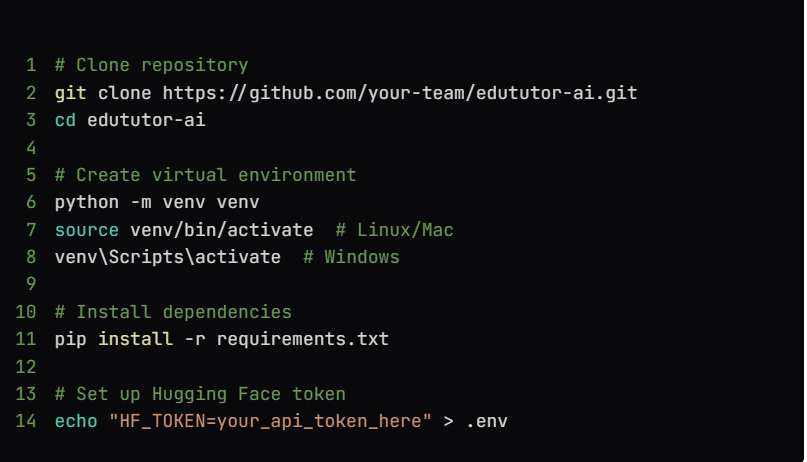 1 # Clone repository
2 git clone https://github.com/your-team/edututor-ai.git
3 cd edututor-ai
4
5 # Create virtual environment
6 python -m venv venv
7 source venv/bin/activate  # Linux/Mac
8 venv\Scripts\activate  # Windows
9
10 # Install dependencies
11 pip install -r requirements.txt
12
13 # Set up Hugging Face token
14 echo "HF_TOKEN=your_api_token_here" > .env